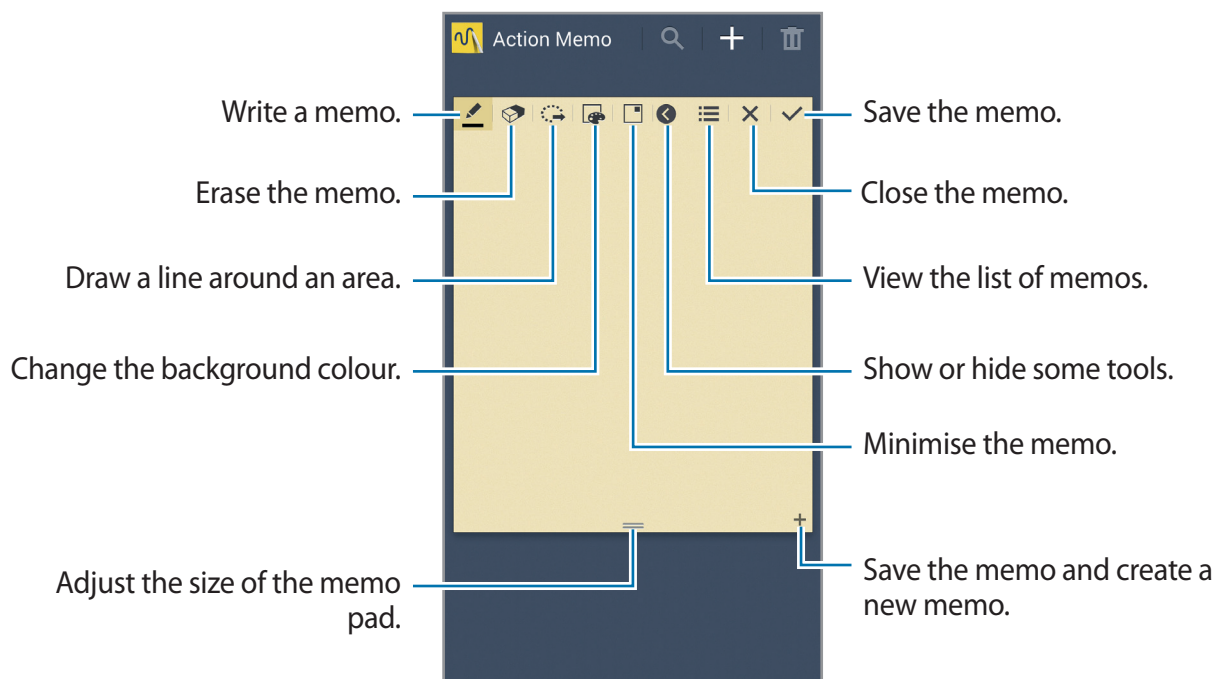 Action Memo
Write a memo.
Save the memo.
Erase the memo.
Close the memo.
Draw a line around an area.
View the list of memos.
Change the background colour.
Show or hide some tools.
Minimise the memo.
Adjust the size of the memo
pad.
Save the memo and create a
new memo.